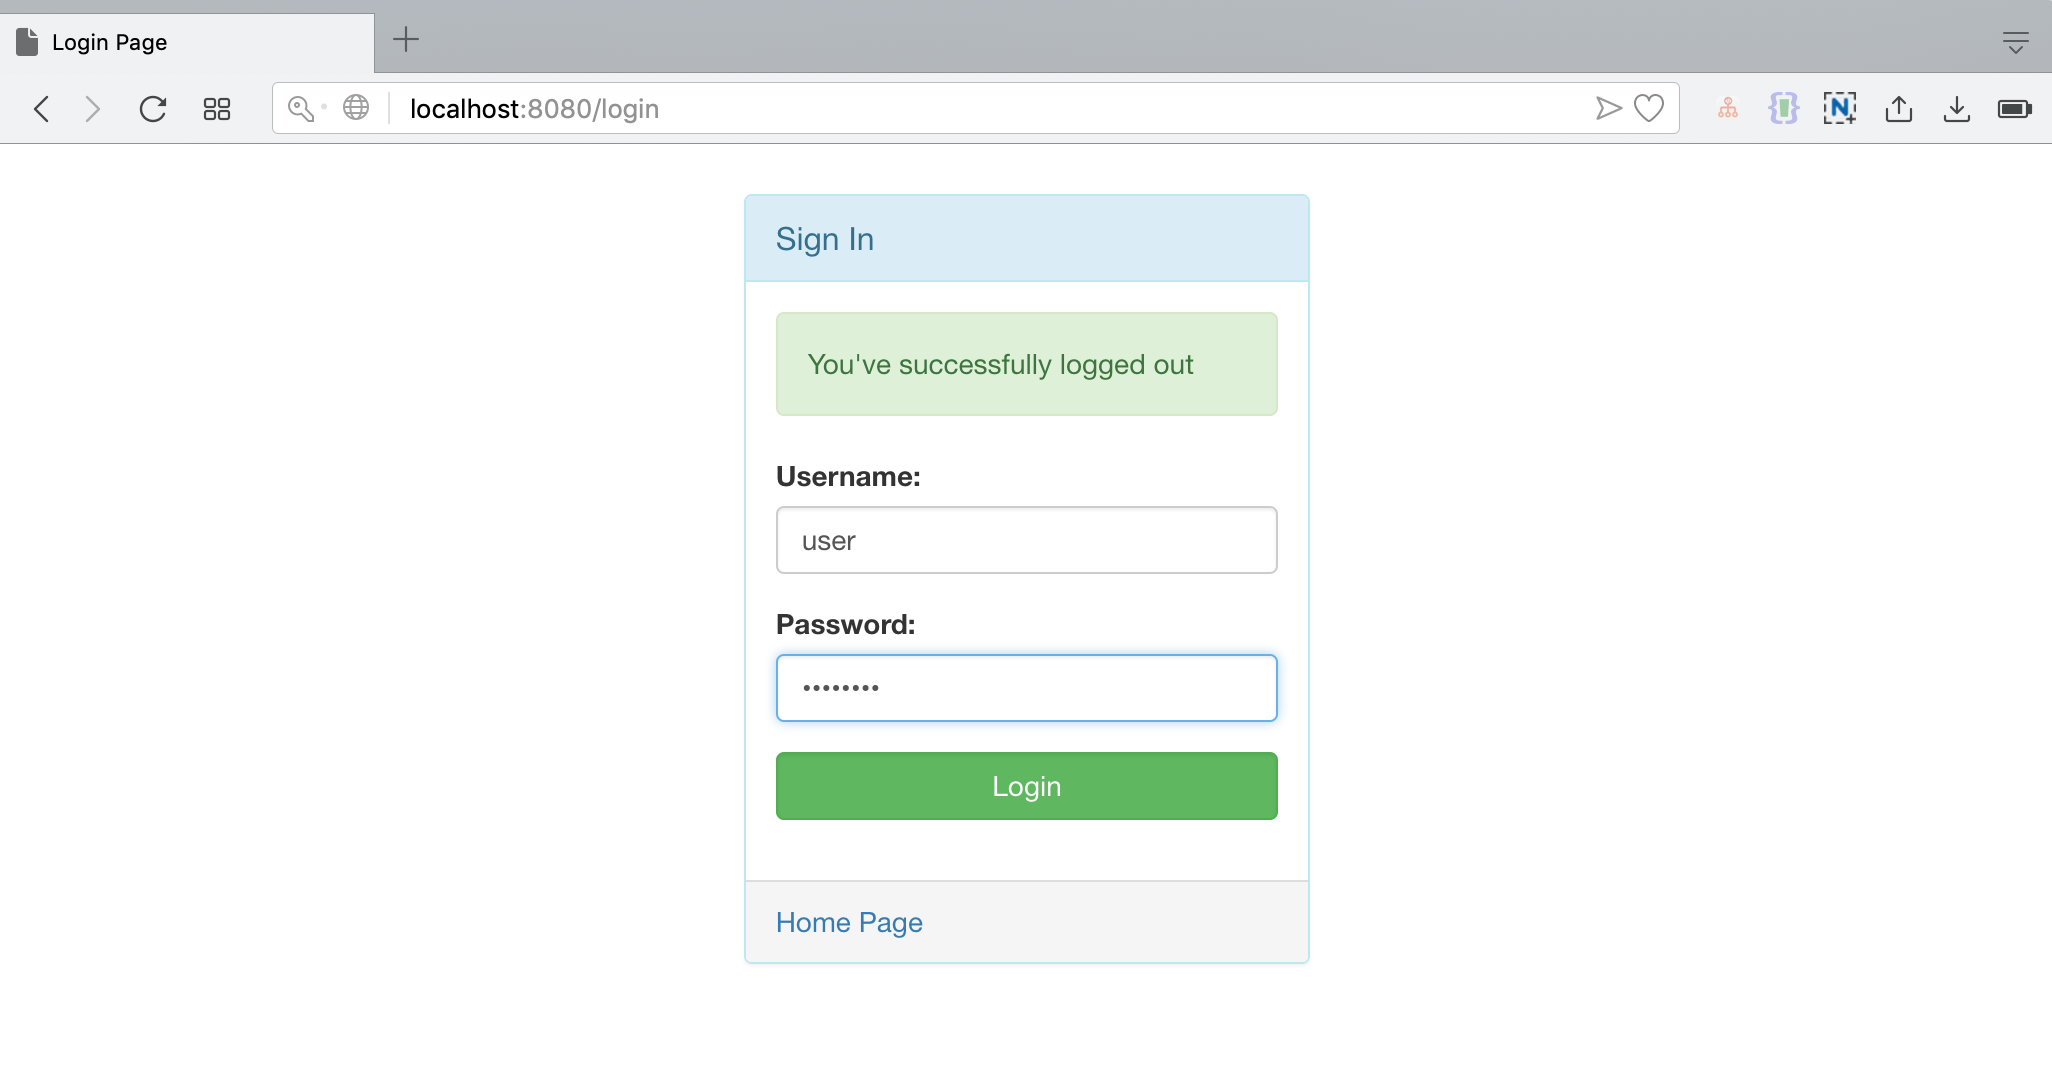 Login Page
localhost:8080/login
N
Sign In
You've successfully logged out
Username:
user
Password:
••••••••
Login
Home Page